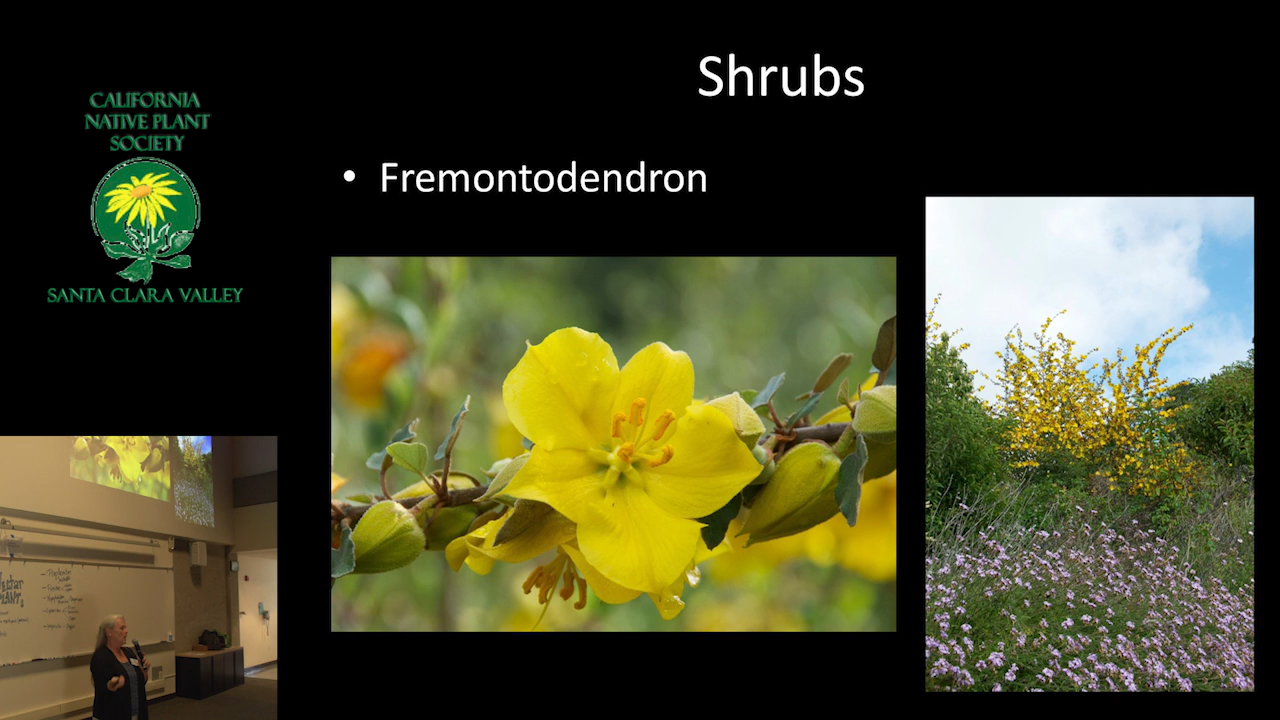 Shrubs
CALIFORNIA
NATIVE PLANT
SOCIETY
SANTA CLARA VALLEY
• Fremontodendron